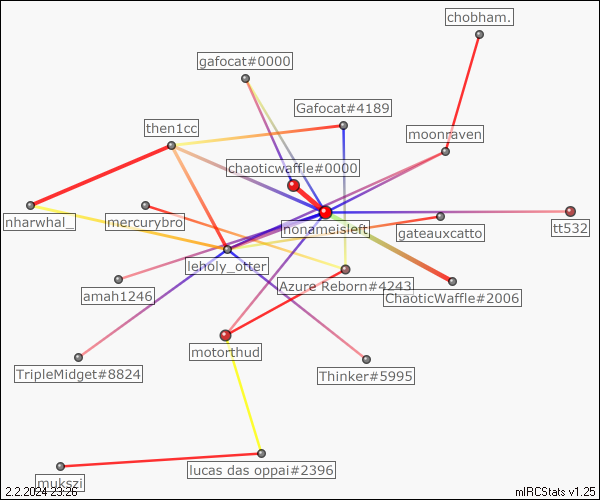 chobham.
gafocat#0000
Gafocat#4189
then1cc
moonraven
chaoticwaffle#0000
nharwhal_
mercurybro
nonameisleft
gateauxcatto
tt532
leholy_otter
amah1246
Azure Reborn#4243
ChaoticWaffle#2006
motorthud
TripleMidget#8824
Thinker#5995
lucas das oppai#2396
mukszi
2.2.2024 23:26
mIRCStats v1.25